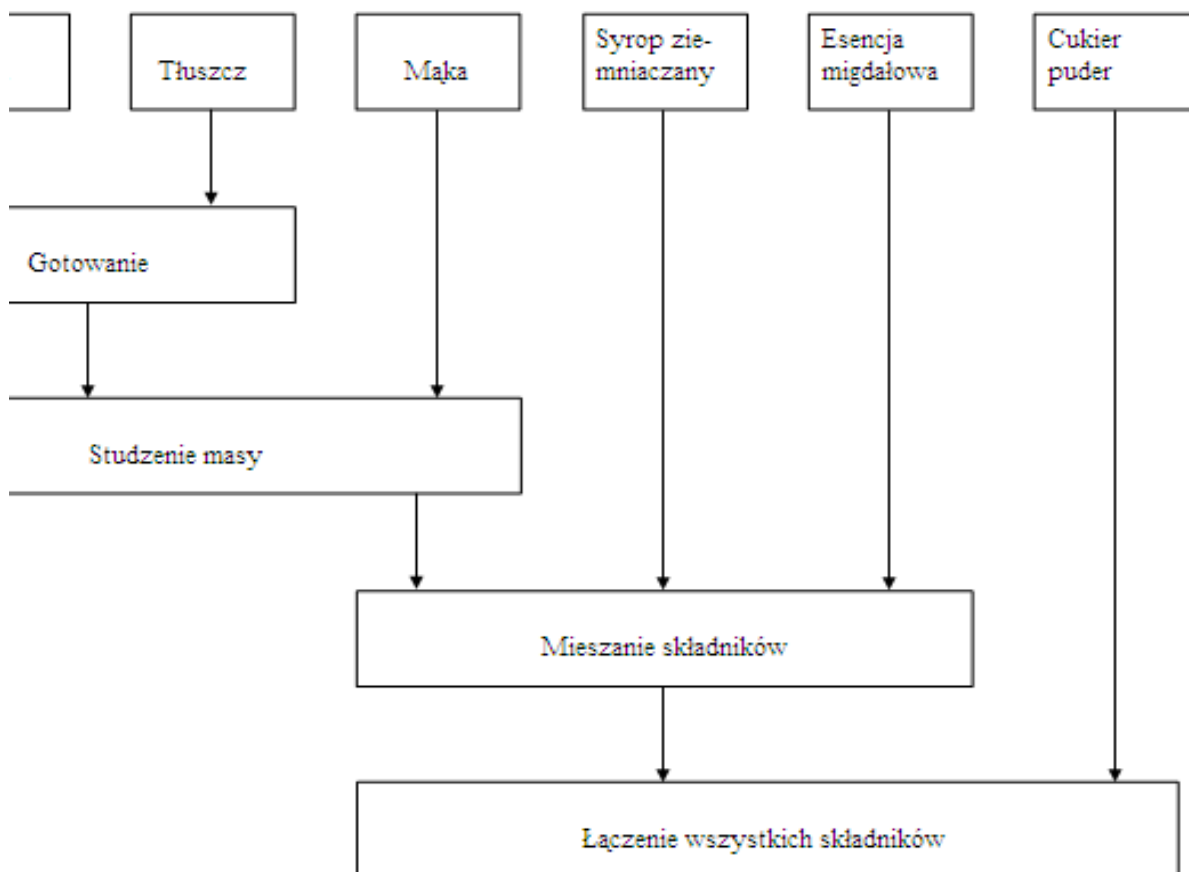 Tłuszcz
Mąka
Syrop zie-
mniaczany
Esencja
migdałowa
Cukier
puder
Gotowanie
Studzenie masy
Mieszanie składników
Łączenie wszystkich składników